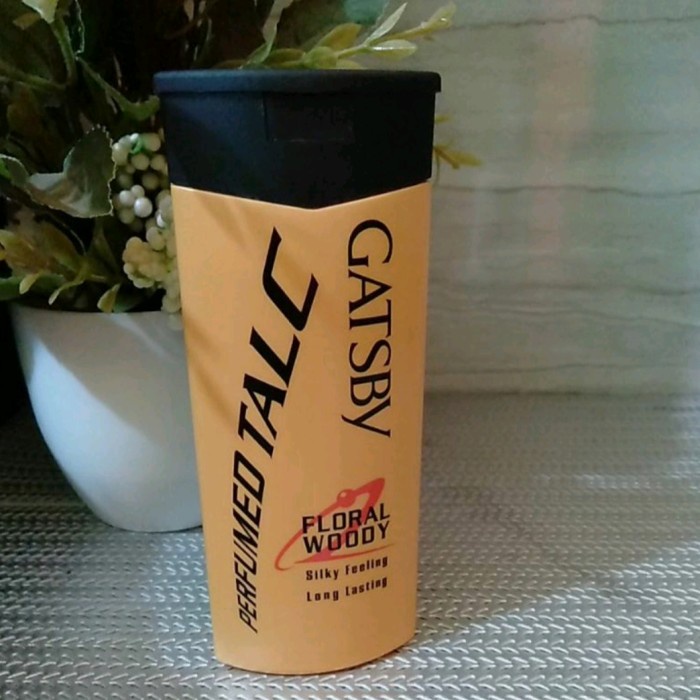 GATSBY
PERFUMED TALC
FLORAL
WOODY
Silky Feeling
Long Lasting